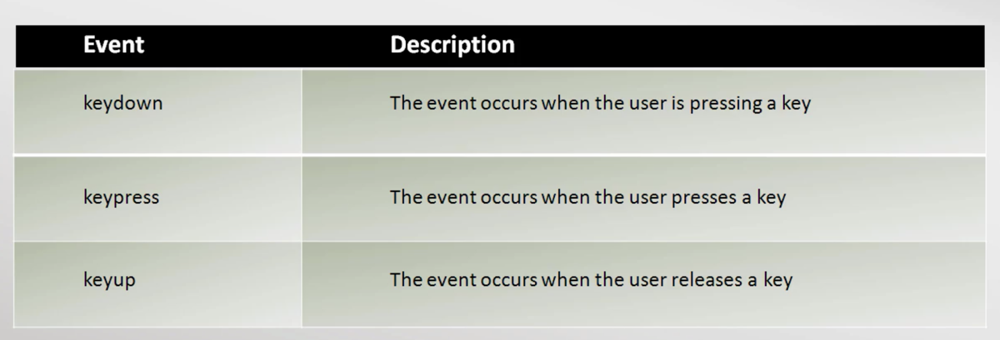 Event Description
keydown The event occurs when the user is pressing a key
keypress The event occurs when the user presses a key
keyup The event occurs when the user releases a key